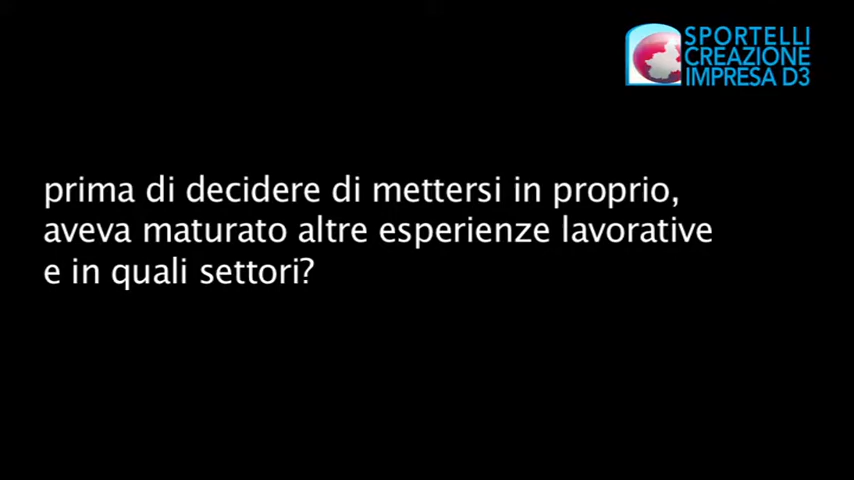 SPORTELLI
CREAZIONE
IMPRESA D3
prima di decidere di mettersi in proprio,
aveva maturato altre esperienze lavorative
e in quali settori?